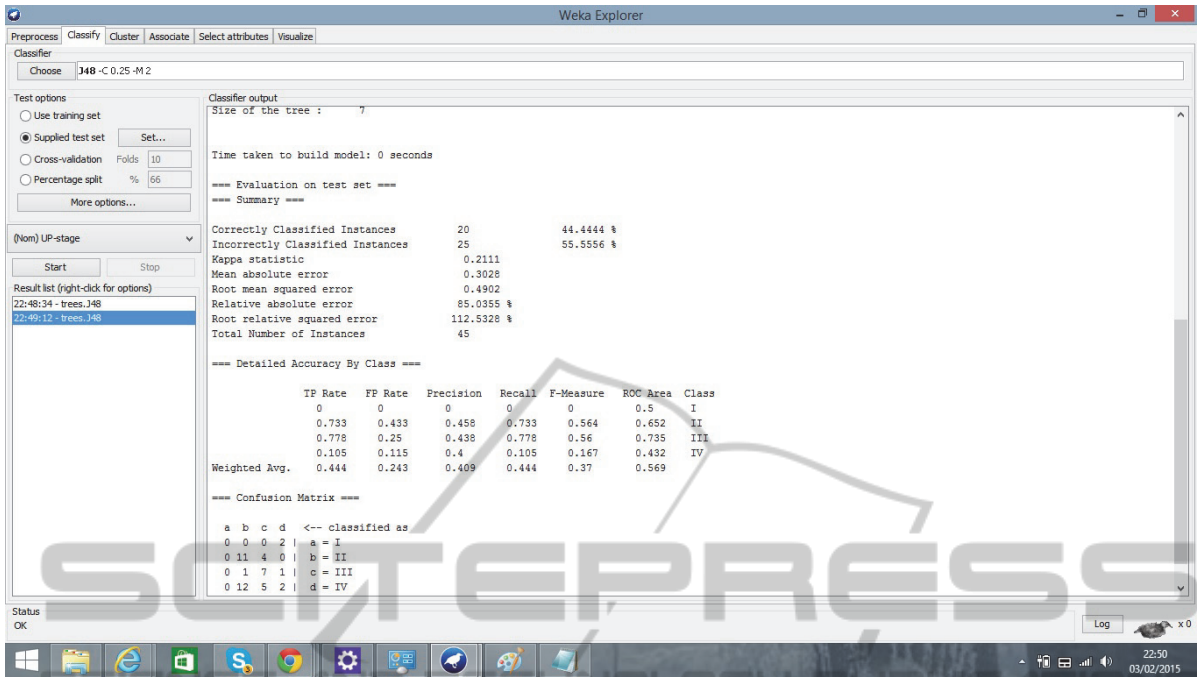 Weka Explorer
Preprocess Classify Cluster Associate Select attributes Visualize
Classifier
Choose J48 -C 0.25 -M 2
Test options
Use training set
Supplied test set Set...
Cross-validation Folds 10
Percentage split % 66
More options...
(Nom) UP-stage
Start Stop
Result list (right-click for options)
22:48:34 - trees.J48
22:49:12 - trees.J48
Classifier output
Size of the tree : 7
Time taken to build model: 0 seconds
=== Evaluation on test set ===
=== Summary ===
Correctly Classified Instances 20 44.4444 %
Incorrectly Classified Instances 25 55.5556 %
Kappa statistic 0.2111
Mean absolute error 0.3028
Root mean squared error 0.4902
Relative absolute error 85.0355 %
Root relative squared error 112.5328 %
Total Number of Instances 45
=== Detailed Accuracy By Class ===
TP Rate FP Rate Precision Recall F-Measure ROC Area Class
0 0 0 0 0 0.5 I
0.733 0.433 0.458 0.733 0.564 0.652 II
0.778 0.25 0.438 0.778 0.56 0.735 III
0.105 0.115 0.4 0.105 0.167 0.432 IV
Weighted Avg. 0.444 0.243 0.409 0.444 0.37 0.569
=== Confusion Matrix ===
a b c d <-- classified as
0 0 0 2 | a = I
0 11 4 0 | b = II
0 1 7 1 | c = III
0 12 5 2 | d = IV
SCITEPRESS
Status
OK
Log x 0
22:50
03/02/2015